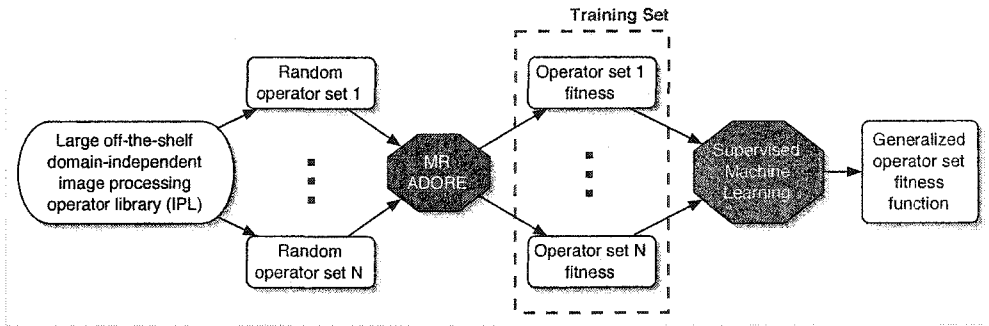 Training Set
Large off-the-shelf
domain-independent
image processing
operator library (IPL)
Random
operator set 1
Random
operator set N
MR
ADORE
Operator set 1
fitness
Operator set N
fitness
Supervised
Machine
Learning
Generalized
operator set
fitness
function